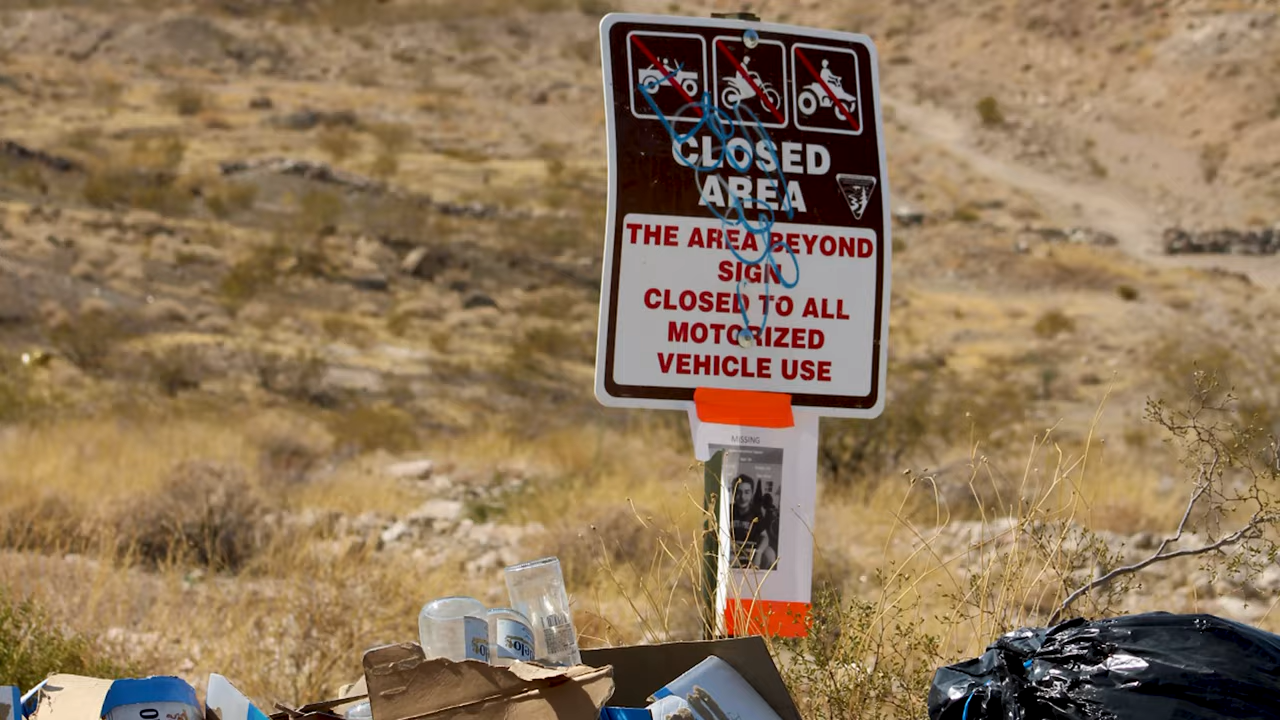 CLOSED
AREA
THE AREA BEYOND
SIGN
CLOSED TO ALL
MOTORIZED
VEHICLE USE
MISSING